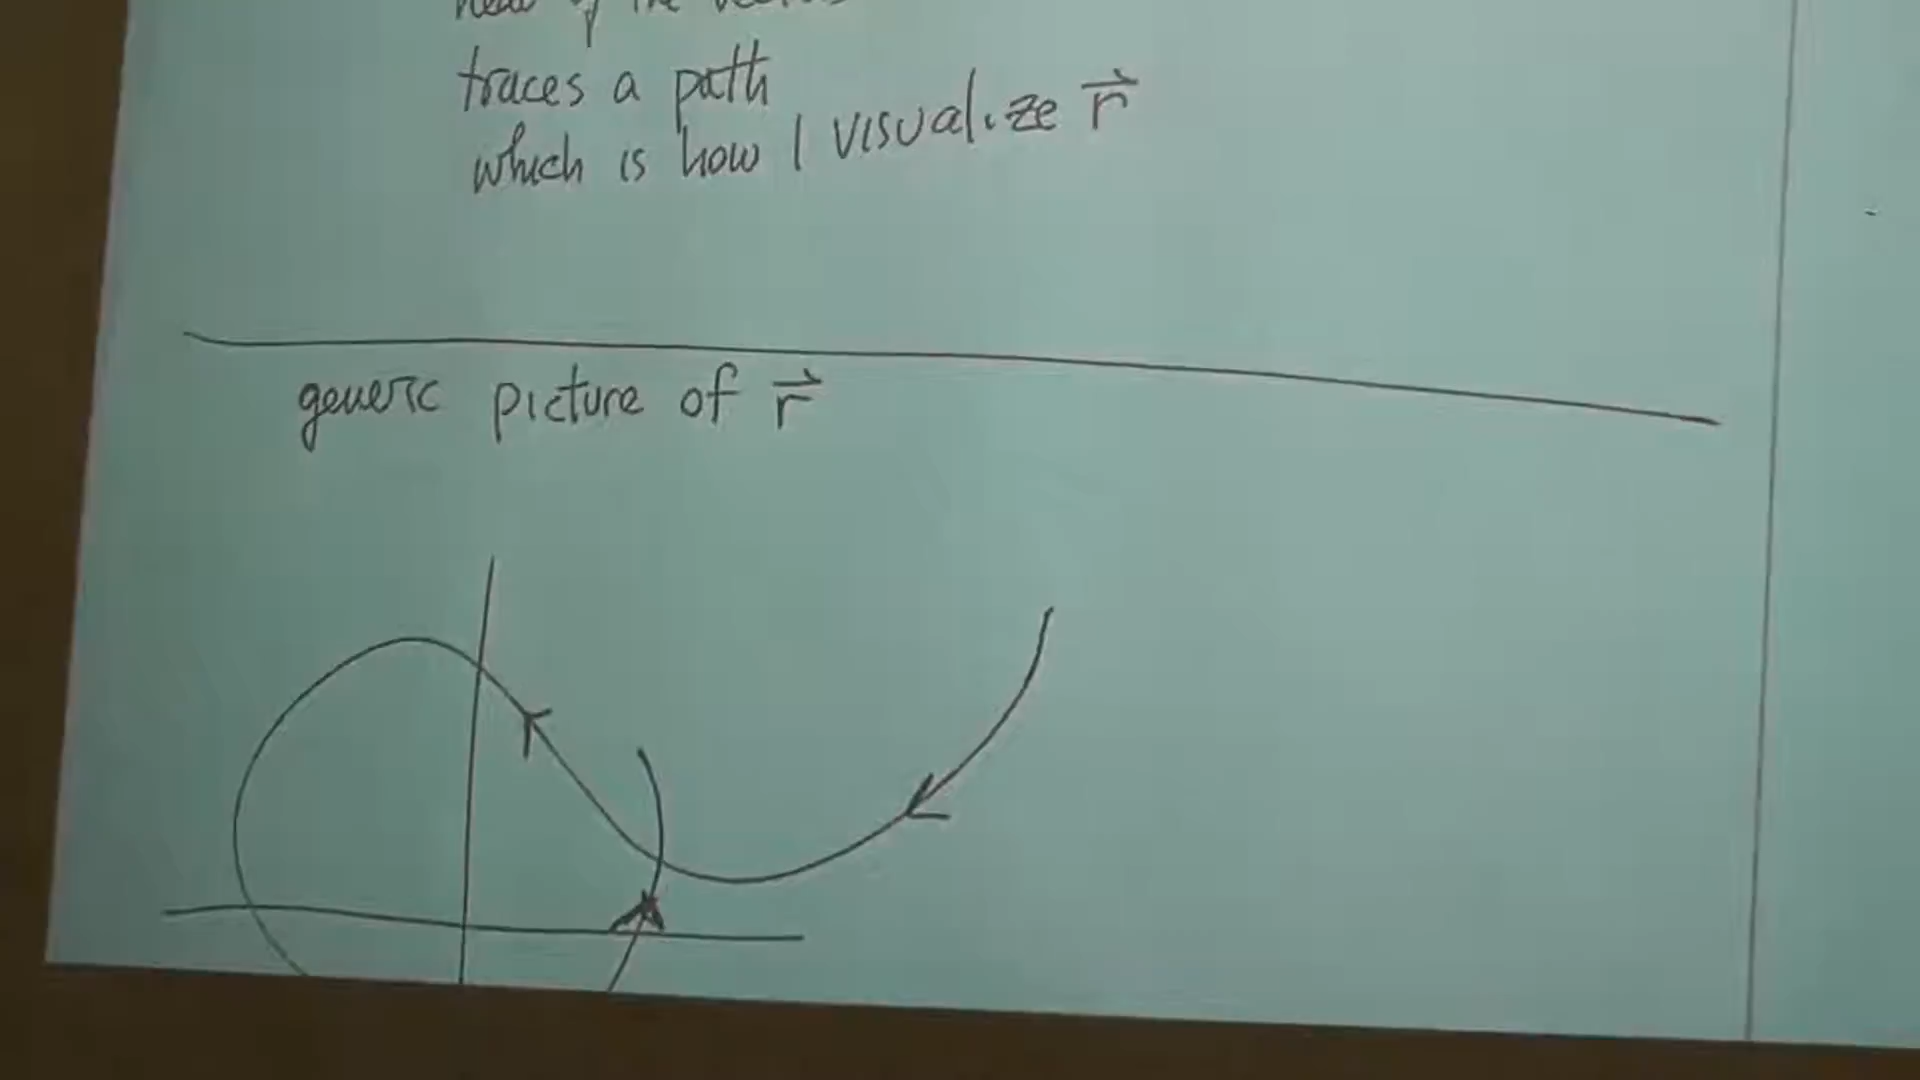 traces a path
which is how I visualize r⃗
generic picture of r⃗